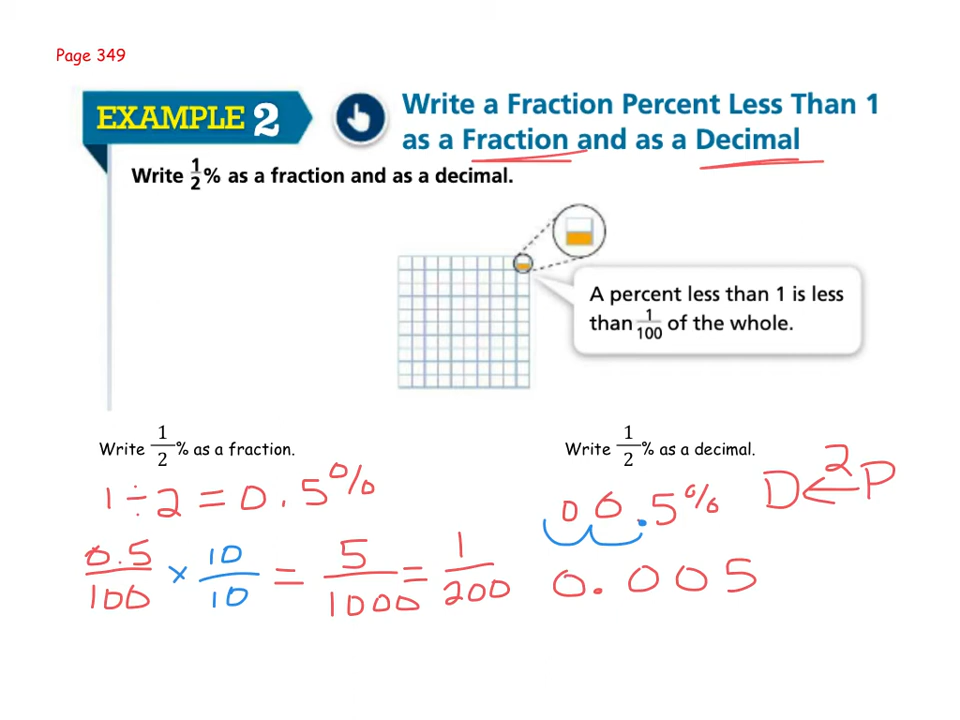 Page 349
EXAMPLE 2
Write a Fraction Percent Less Than 1
as a Fraction and as a Decimal
Write 1/2% as a fraction and as a decimal.
A percent less than 1 is less
than 1/100 of the whole.
Write 1/2 % as a fraction.
1 ÷ 2 = 0.5%
0.5/100 × 10/10 = 5/1000 = 1/200
Write 1/2 % as a decimal.
00.5% D ←2 P
0.005